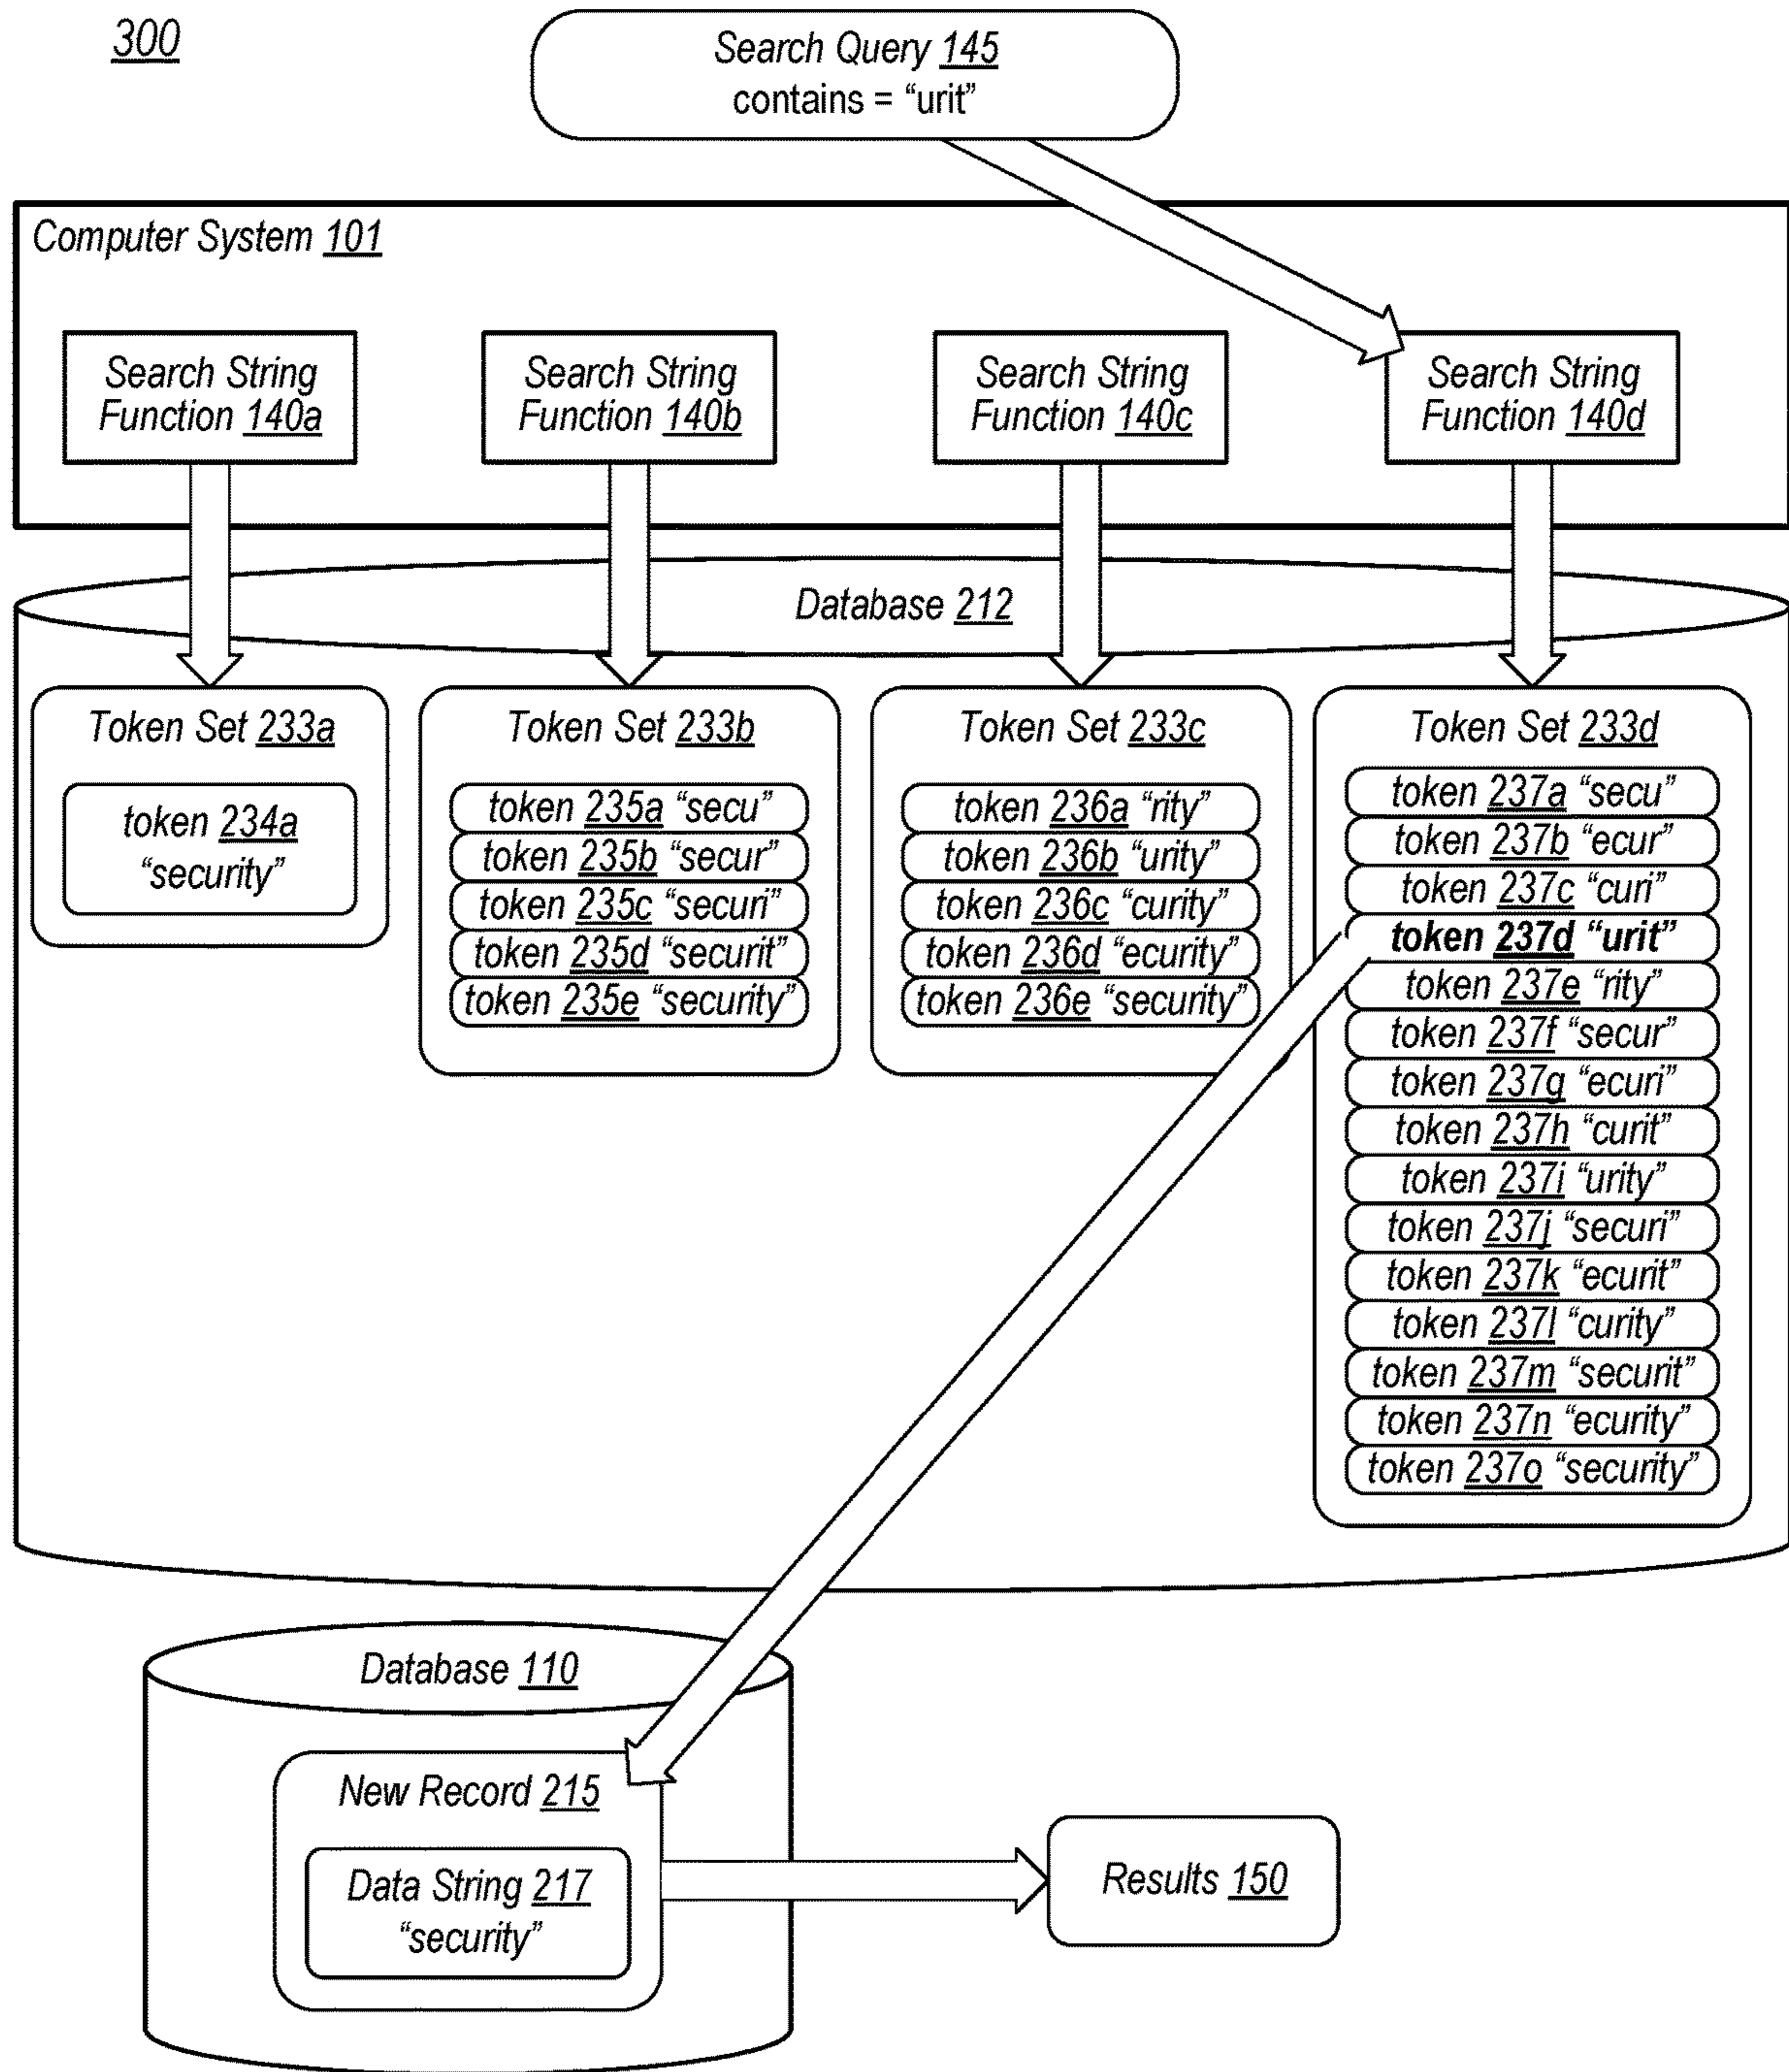 300
Search Query 145
contains = “urit”
Computer System 101
Search String
Function 140a
Search String
Function 140b
Search String
Function 140c
Search String
Function 140d
Database 212
Token Set 233a
token 234a
“security”
Token Set 233b
token 235a “secu”
token 235b “secur”
token 235c “securi”
token 235d “securit”
token 235e “security”
Token Set 233c
token 236a “rity”
token 236b “urity”
token 236c “curity”
token 236d “ecurity”
token 236e “security”
Token Set 233d
token 237a “secu”
token 237b “ecur”
token 237c “curi”
token 237d “urit”
token 237e “rity”
token 237f “secur”
token 237g “ecuri”
token 237h “curit”
token 237i “urity”
token 237j “securi”
token 237k “ecurit”
token 237l “curity”
token 237m “securit”
token 237n “ecurity”
token 237o “security”
Database 110
New Record 215
Data String 217
“security”
Results 150